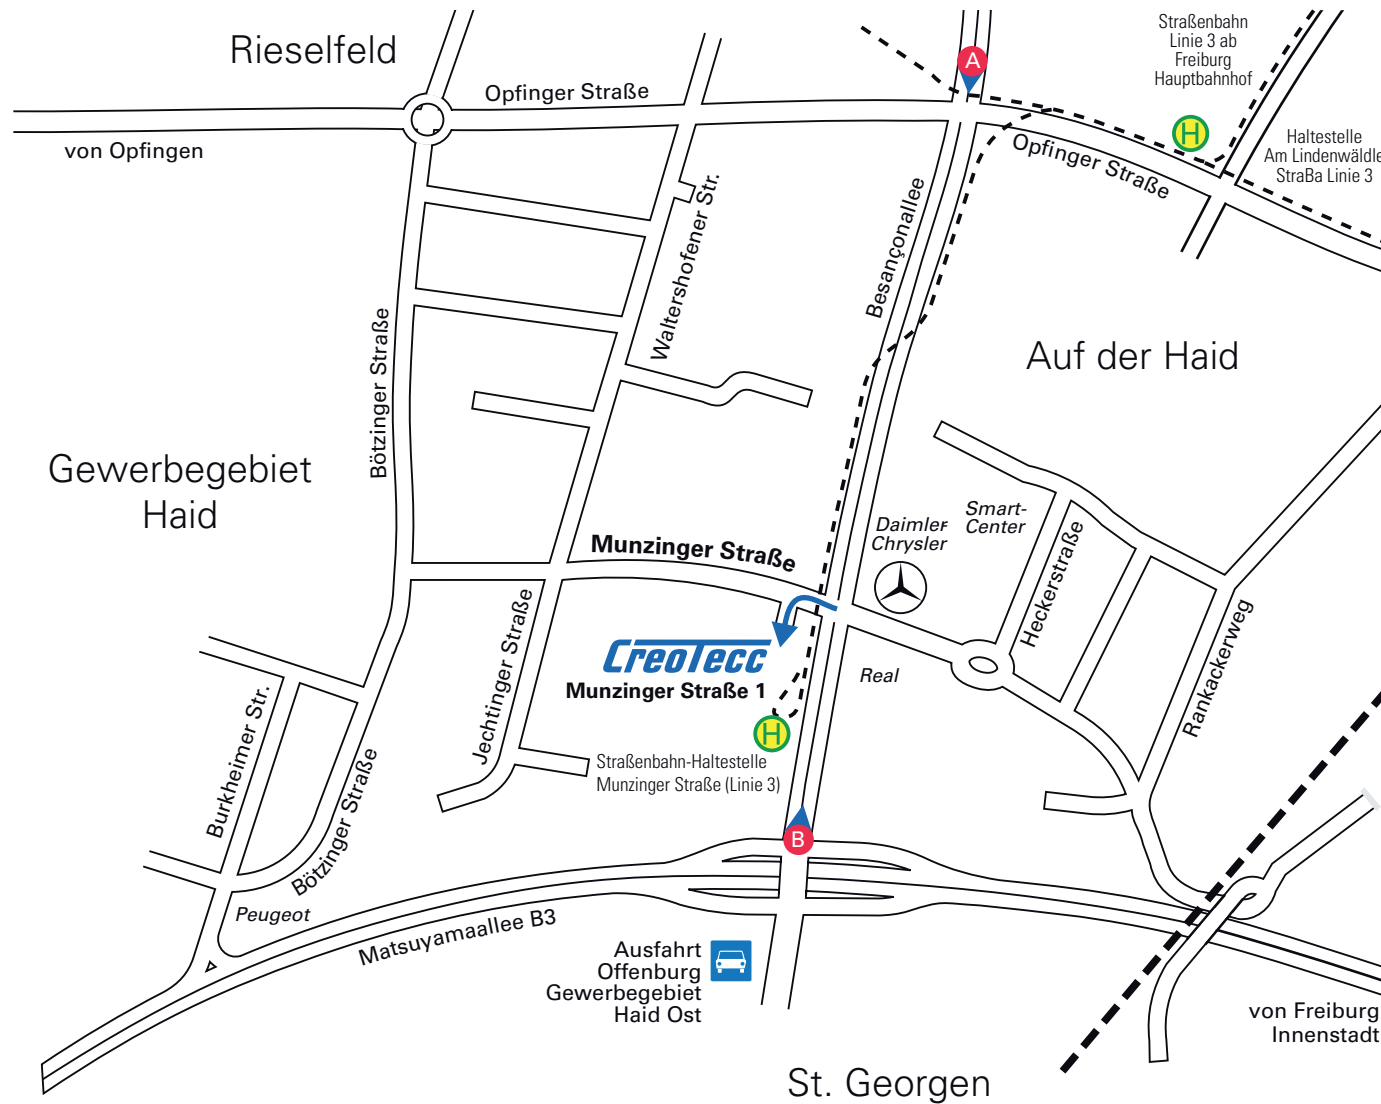 Rieselfeld
Opfinger Straße
von Opfingen
A
Straßenbahn
Linie 3 ab
Freiburg
Hauptbahnhof
H
Haltestelle
Am Lindenwäldle
StraBa Linie 3
Opfinger Straße
Waltershofener Str.
Besançonallee
Bötzinger Straße
Auf der Haid
Gewerbegebiet
Haid
Munzinger Straße
Daimler-
Chrysler
Smart-
Center
Heckerstraße
Rankackerweg
Jechtinger Straße
CreoTecc
Munzinger Straße 1
Real
H
Straßenbahn-Haltestelle
Munzinger Straße (Linie 3)
Burkheimer Str.
Bötzinger Straße
B
Peugeot
Matsuyamaallee B3
Ausfahrt
Offenburg
Gewerbegebiet
Haid Ost
von Freiburg
Innenstadt
St. Georgen